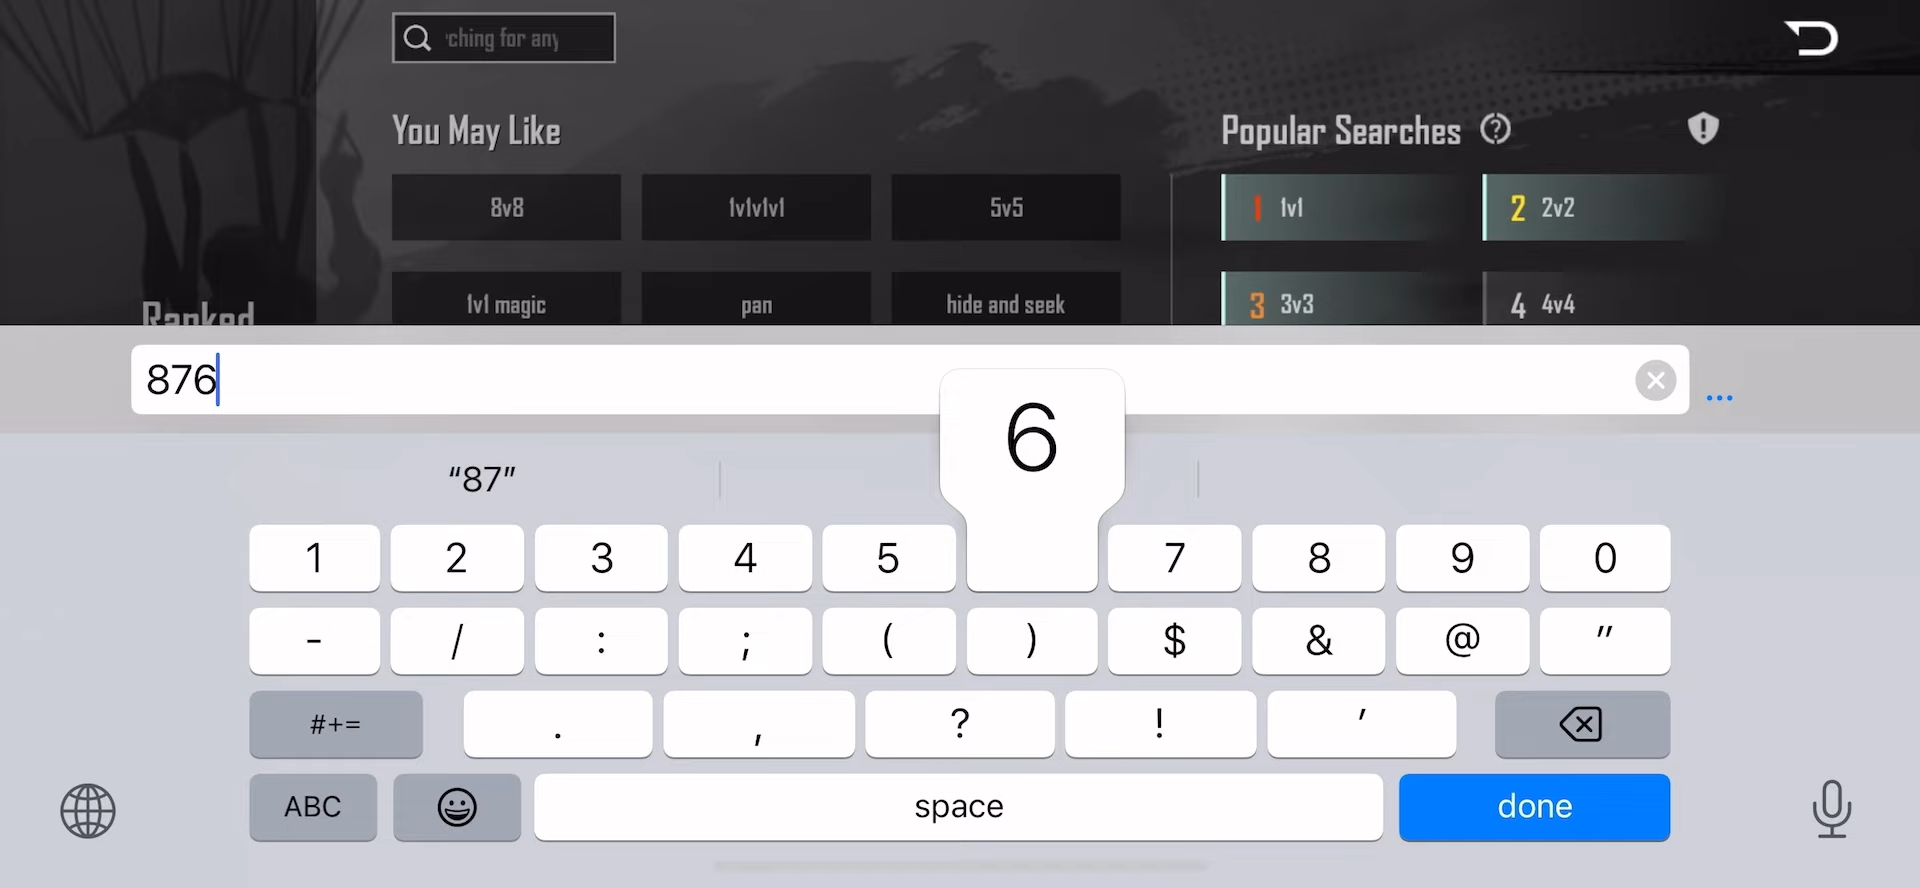 ching for any
You May Like
Popular Searches
8v8
1v1v1v1
5v5
1 1v1
2 2v2
1v1 magic
pan
hide and seek
3 3v3
4 4v4
Ranked
876
...
6
“87”
1 2 3 4 5 7 8 9 0
- / : ; ( ) $ & @ "
#+= . , ? ! '
ABC space done